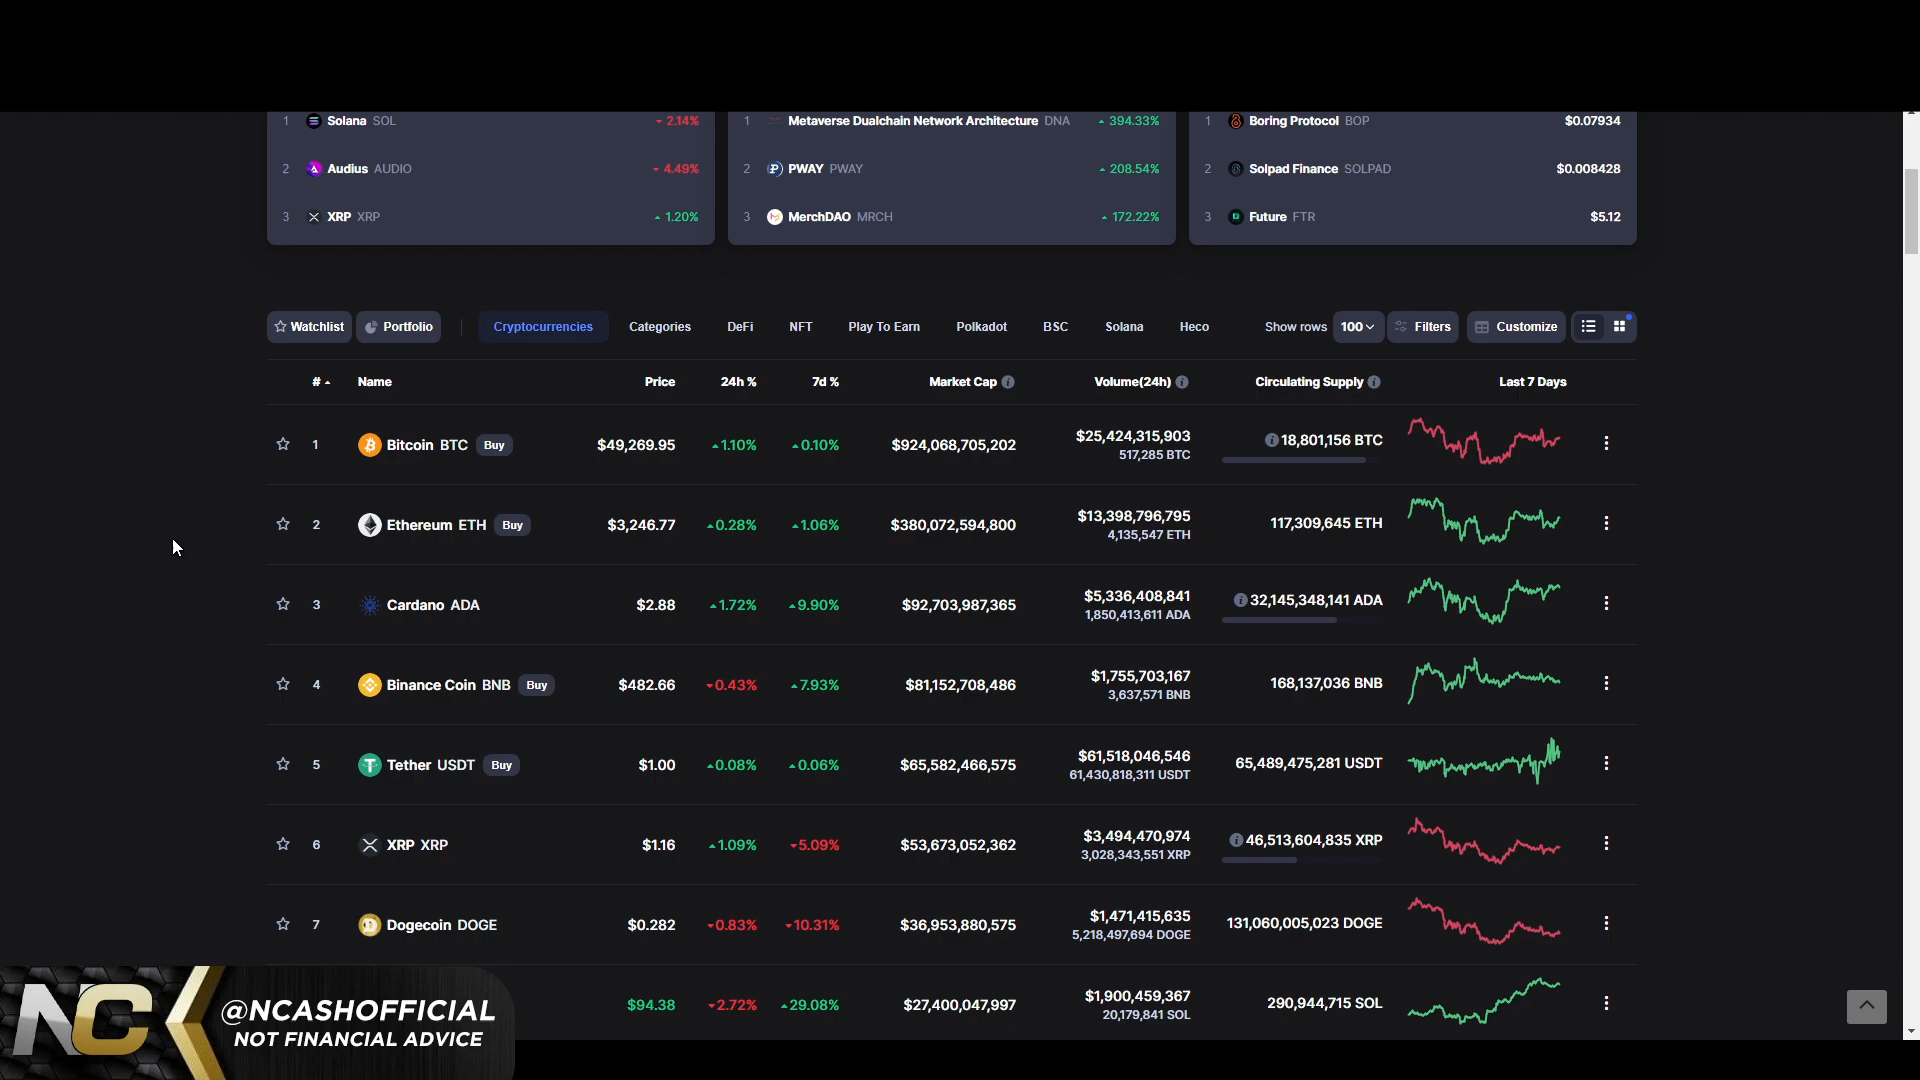 1 Solana SOL 2.14%
1 Metaverse Dualchain Network Architecture DNA 394.33%
1 Boring Protocol BOP $0.07934
2 Audius AUDIO 4.49%
2 PWAY PWAY 208.54%
2 Solpad Finance SOLPAD $0.008428
3 XRP XRP 1.20%
3 MerchDAO MRCH 172.22%
3 Future FTR $5.12
Watchlist Portfolio Cryptocurrencies Categories DeFi NFT Play To Earn Polkadot BSC Solana Heco Show rows 100 Filters Customize
# Name Price 24h % 7d % Market Cap Volume(24h) Circulating Supply Last 7 Days
1 Bitcoin BTC Buy $49,269.95 1.10% 0.10% $924,068,705,202 $25,424,315,903 18,801,156 BTC
517,285 BTC
2 Ethereum ETH Buy $3,246.77 0.28% 1.06% $380,072,594,800 $13,398,796,795 117,309,645 ETH
4,135,547 ETH
3 Cardano ADA $2.88 1.72% 9.90% $92,703,987,365 $5,336,408,841 32,145,348,141 ADA
1,850,413,611 ADA
4 Binance Coin BNB Buy $482.66 0.43% 7.93% $81,152,708,486 $1,755,703,167 168,137,036 BNB
3,637,571 BNB
5 Tether USDT Buy $1.00 0.08% 0.06% $65,582,466,575 $61,518,046,546 65,489,475,281 USDT
61,430,818,311 USDT
6 XRP XRP $1.16 1.09% 5.09% $53,673,052,362 $3,494,470,974 46,513,604,835 XRP
3,028,343,551 XRP
7 Dogecoin DOGE $0.282 0.83% 10.31% $36,953,880,575 $1,471,415,635 131,060,005,023 DOGE
5,218,497,694 DOGE
$94.38 2.72% 29.08% $27,400,047,997 $1,900,459,367 290,944,715 SOL
20,179,841 SOL
NC
@NCASHOFFICIAL
NOT FINANCIAL ADVICE